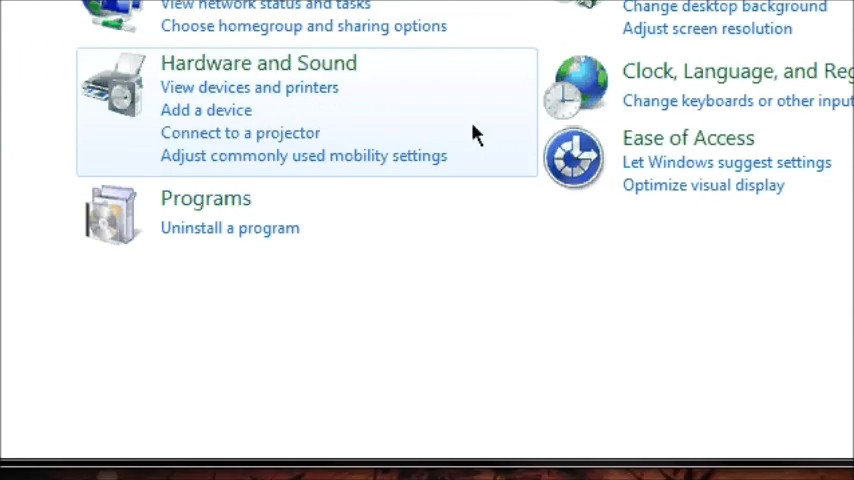 View network status and tasks
Choose homegroup and sharing options
Hardware and Sound
View devices and printers
Add a device
Connect to a projector
Adjust commonly used mobility settings
Programs
Uninstall a program
Change desktop background
Adjust screen resolution
Clock, Language, and Reg
Change keyboards or other input
Ease of Access
Let Windows suggest settings
Optimize visual display